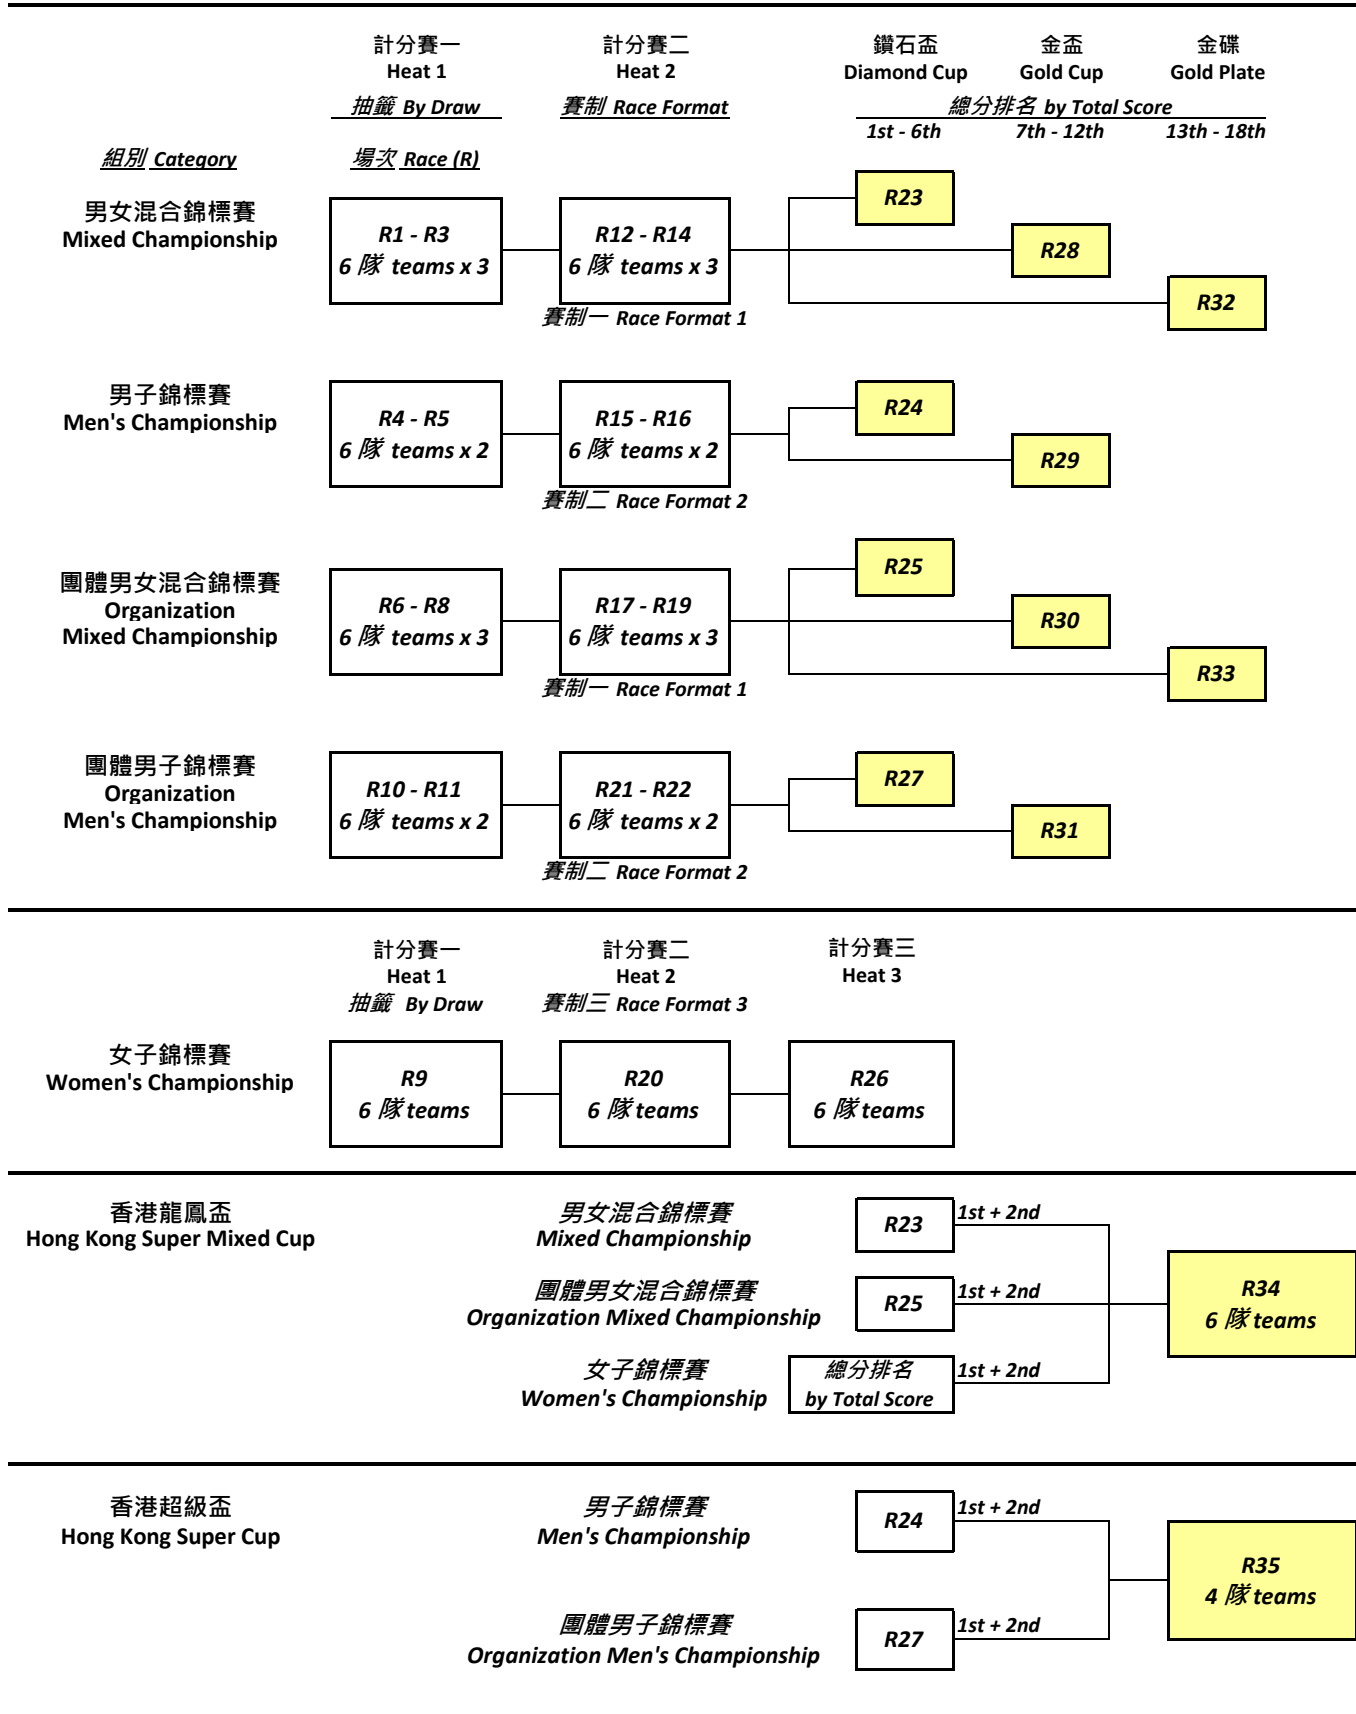 計分賽一 計分賽二 鑽石盃 金盃 金碟
Heat 1 Heat 2 Diamond Cup Gold Cup Gold Plate
抽籤 By Draw 賽制 Race Format 總分排名 by Total Score
1st - 6th 7th - 12th 13th - 18th
組別 Category 場次 Race (R)
R23
男女混合錦標賽
Mixed Championship
R1 - R3 R12 - R14 R28
6 隊 teams x 3 6 隊 teams x 3
R32
賽制一 Race Format 1
男子錦標賽
Men's Championship
R24
R4 - R5 R15 - R16
6 隊 teams x 2 6 隊 teams x 2
R29
賽制二 Race Format 2
R25
團體男女混合錦標賽
Organization
Mixed Championship
R6 - R8 R17 - R19 R30
6 隊 teams x 3 6 隊 teams x 3
R33
賽制一 Race Format 1
團體男子錦標賽
Organization
Men's Championship
R27
R10 - R11 R21 - R22
6 隊 teams x 2 6 隊 teams x 2
R31
賽制二 Race Format 2
計分賽一 計分賽二 計分賽三
Heat 1 Heat 2 Heat 3
抽籤 By Draw 賽制三 Race Format 3
女子錦標賽
Women's Championship
R9 R20 R26
6 隊 teams 6 隊 teams 6 隊 teams
香港龍鳳盃
Hong Kong Super Mixed Cup
男女混合錦標賽
Mixed Championship
R23 1st + 2nd
團體男女混合錦標賽
Organization Mixed Championship
R25 1st + 2nd
R34
6 隊 teams
女子錦標賽
Women's Championship
總分排名
by Total Score
1st + 2nd
香港超級盃
Hong Kong Super Cup
男子錦標賽
Men's Championship
R24 1st + 2nd
R35
4 隊 teams
團體男子錦標賽
Organization Men's Championship
R27 1st + 2nd